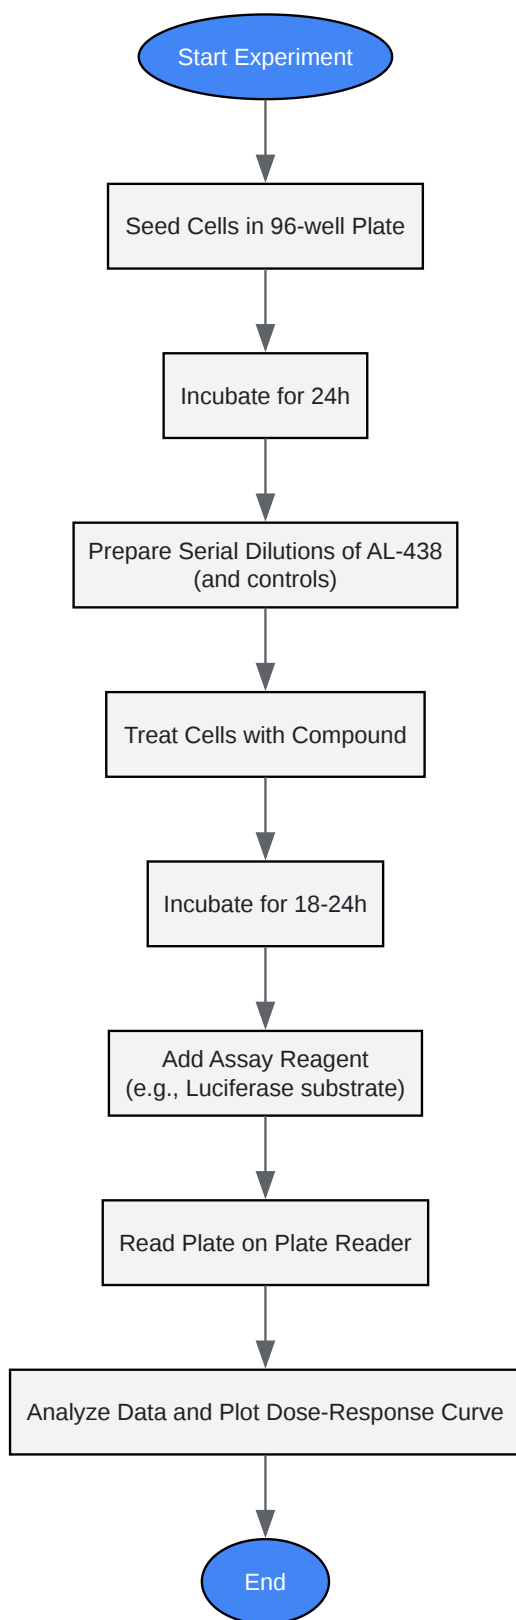 Start Experiment
Seed Cells in 96-well Plate
Incubate for 24h
Prepare Serial Dilutions of AL-438
(and controls)
Treat Cells with Compound
Incubate for 18-24h
Add Assay Reagent
(e.g., Luciferase substrate)
Read Plate on Plate Reader
Analyze Data and Plot Dose-Response Curve
End